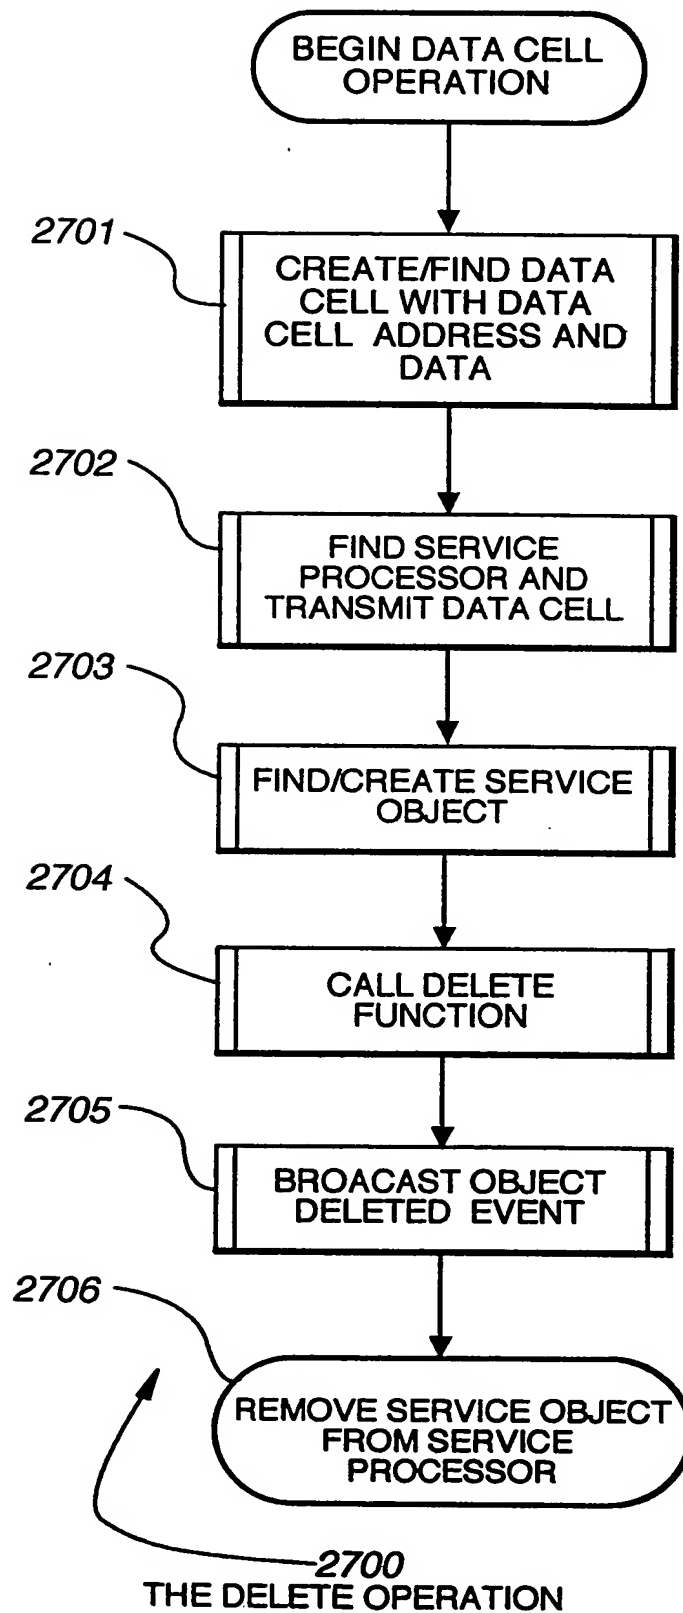 BEGIN DATA CELL
OPERATION
2701
CREATE/FIND DATA
CELL WITH DATA
CELL ADDRESS AND
DATA
2702
FIND SERVICE
PROCESSOR AND
TRANSMIT DATA CELL
2703
FIND/CREATE SERVICE
OBJECT
2704
CALL DELETE
FUNCTION
2705
BROACAST OBJECT
DELETED EVENT
2706
REMOVE SERVICE OBJECT
FROM SERVICE
PROCESSOR
2700
THE DELETE OPERATION